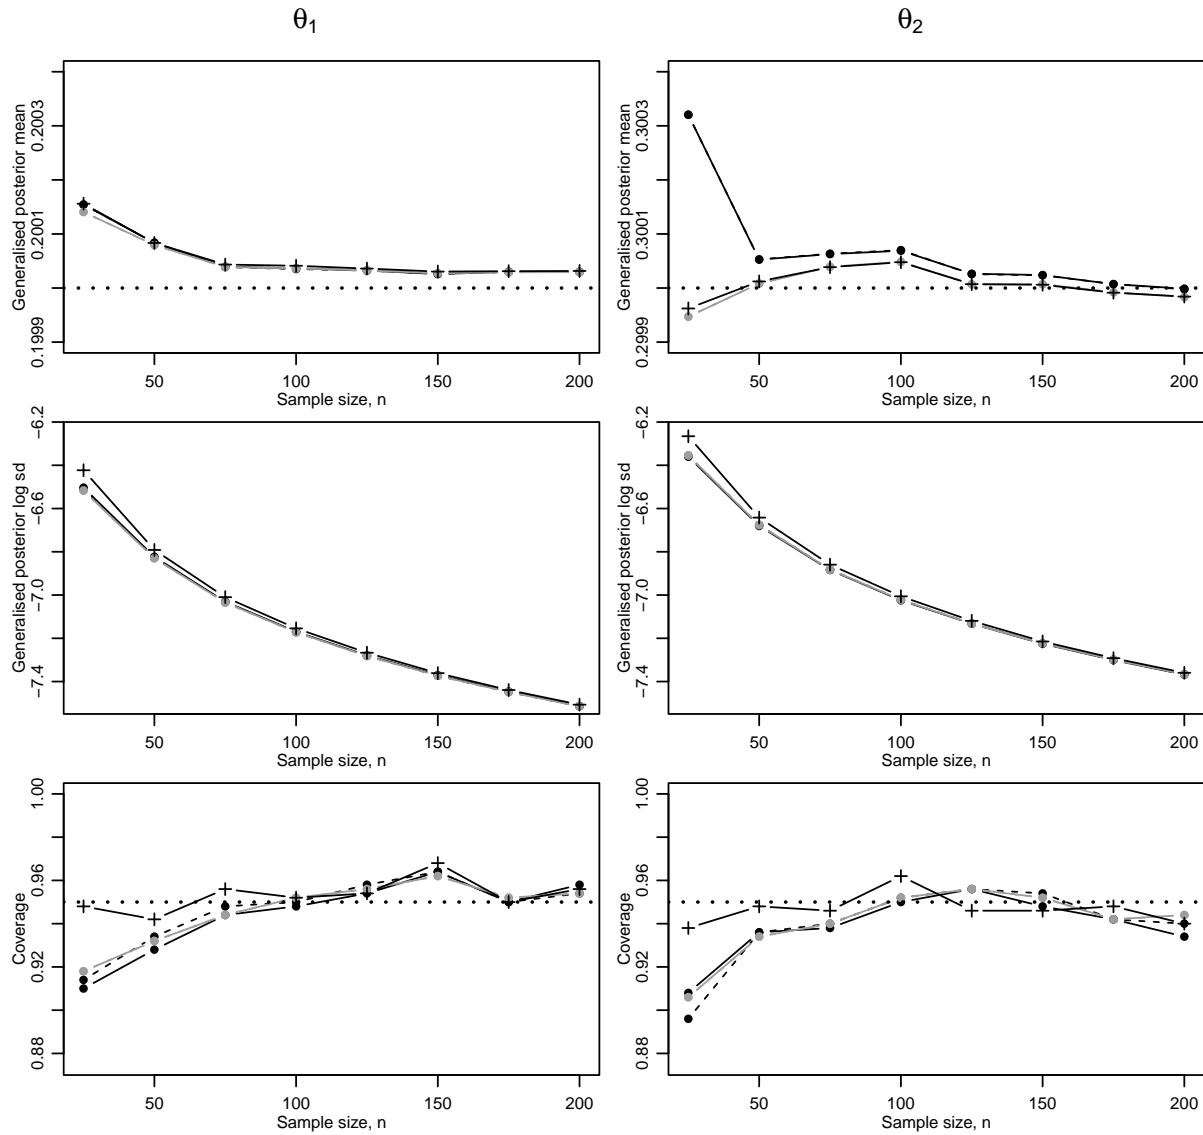 θ1
θ2
Generalised posterior mean
0.1999 0.2001 0.2003
50 100 150 200
Sample size, n
Generalised posterior mean
0.2999 0.3001 0.3003
50 100 150 200
Sample size, n
Generalised posterior log sd
−7.4 −7.0 −6.6 −6.2
50 100 150 200
Sample size, n
Generalised posterior log sd
−7.4 −7.0 −6.6 −6.2
50 100 150 200
Sample size, n
Coverage
0.88 0.92 0.96 1.00
50 100 150 200
Sample size, n
Coverage
0.88 0.92 0.96 1.00
50 100 150 200
Sample size, n